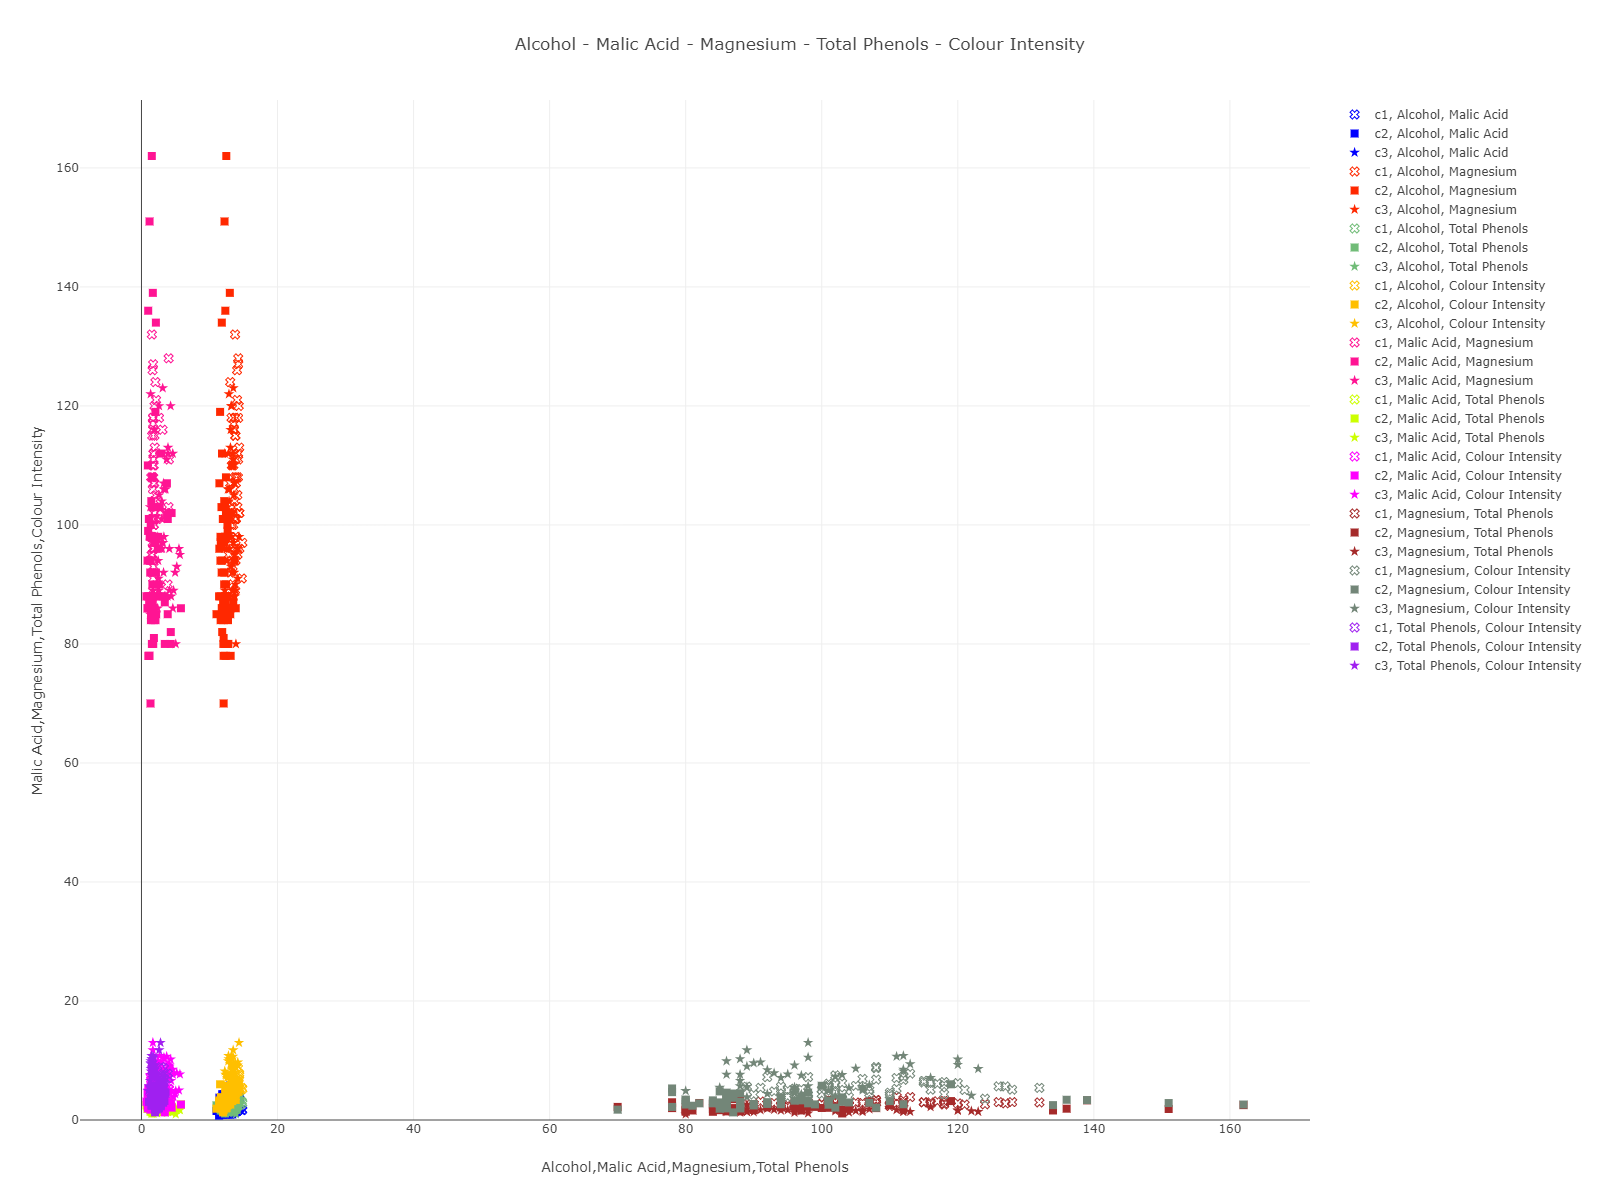 Alcohol - Malic Acid - Magnesium - Total Phenols - Colour Intensity
Malic Acid,Magnesium,Total Phenols,Colour Intensity
160
140
120
100
80
60
40
20
0
0
20
40
60
80
100
120
140
160
Alcohol,Malic Acid,Magnesium,Total Phenols
c1, Alcohol, Malic Acid
c2, Alcohol, Malic Acid
c3, Alcohol, Malic Acid
c1, Alcohol, Magnesium
c2, Alcohol, Magnesium
c3, Alcohol, Magnesium
c1, Alcohol, Total Phenols
c2, Alcohol, Total Phenols
c3, Alcohol, Total Phenols
c1, Alcohol, Colour Intensity
c2, Alcohol, Colour Intensity
c3, Alcohol, Colour Intensity
c1, Malic Acid, Magnesium
c2, Malic Acid, Magnesium
c3, Malic Acid, Magnesium
c1, Malic Acid, Total Phenols
c2, Malic Acid, Total Phenols
c3, Malic Acid, Total Phenols
c1, Malic Acid, Colour Intensity
c2, Malic Acid, Colour Intensity
c3, Malic Acid, Colour Intensity
c1, Magnesium, Total Phenols
c2, Magnesium, Total Phenols
c3, Magnesium, Total Phenols
c1, Magnesium, Colour Intensity
c2, Magnesium, Colour Intensity
c3, Magnesium, Colour Intensity
c1, Total Phenols, Colour Intensity
c2, Total Phenols, Colour Intensity
c3, Total Phenols, Colour Intensity